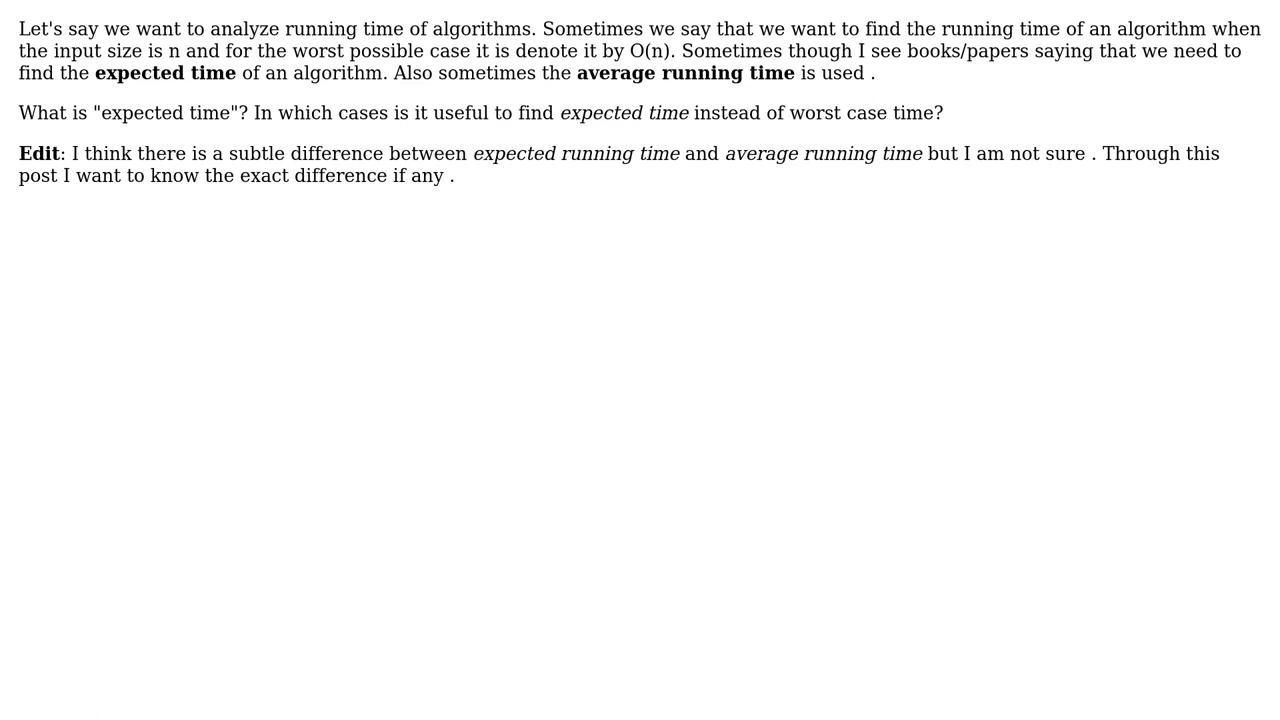 Let's say we want to analyze running time of algorithms. Sometimes we say that we want to find the running time of an algorithm when
the input size is n and for the worst possible case it is denote it by O(n). Sometimes though I see books/papers saying that we need to
find the expected time of an algorithm. Also sometimes the average running time is used .
What is "expected time"? In which cases is it useful to find expected time instead of worst case time?
Edit: I think there is a subtle difference between expected running time and average running time but I am not sure . Through this
post I want to know the exact difference if any .